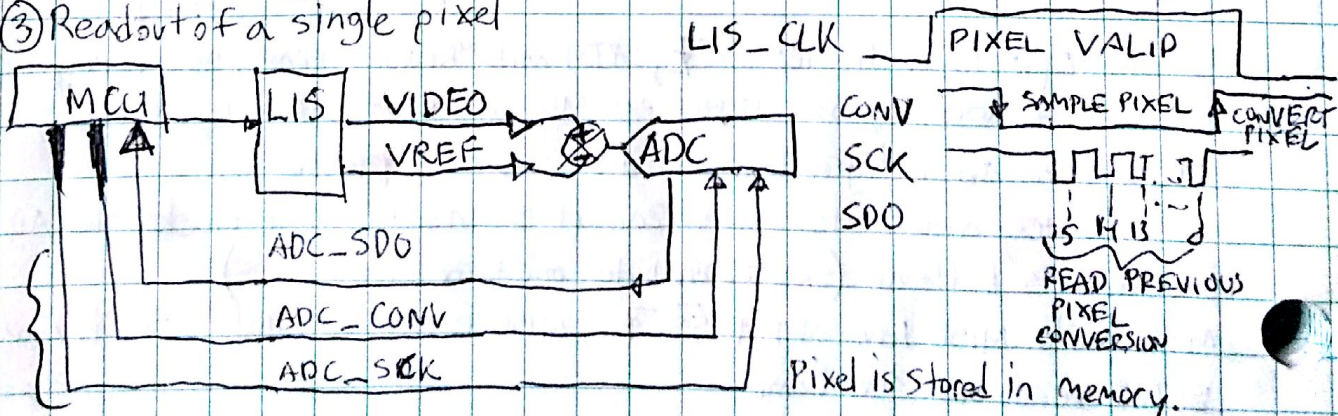 ③ Readout of a single pixel
MCU
LIS
VIDEO
VREF
ADC
ADC_SDO
ADC_CONV
ADC_SCK
LIS_CLK
PIXEL VALID
CONV
SAMPLE PIXEL
CONVERT
PIXEL
SCK
SDO
15 14 13 ... 0
READ PREVIOUS
PIXEL
CONVERSION
Pixel is stored in memory.